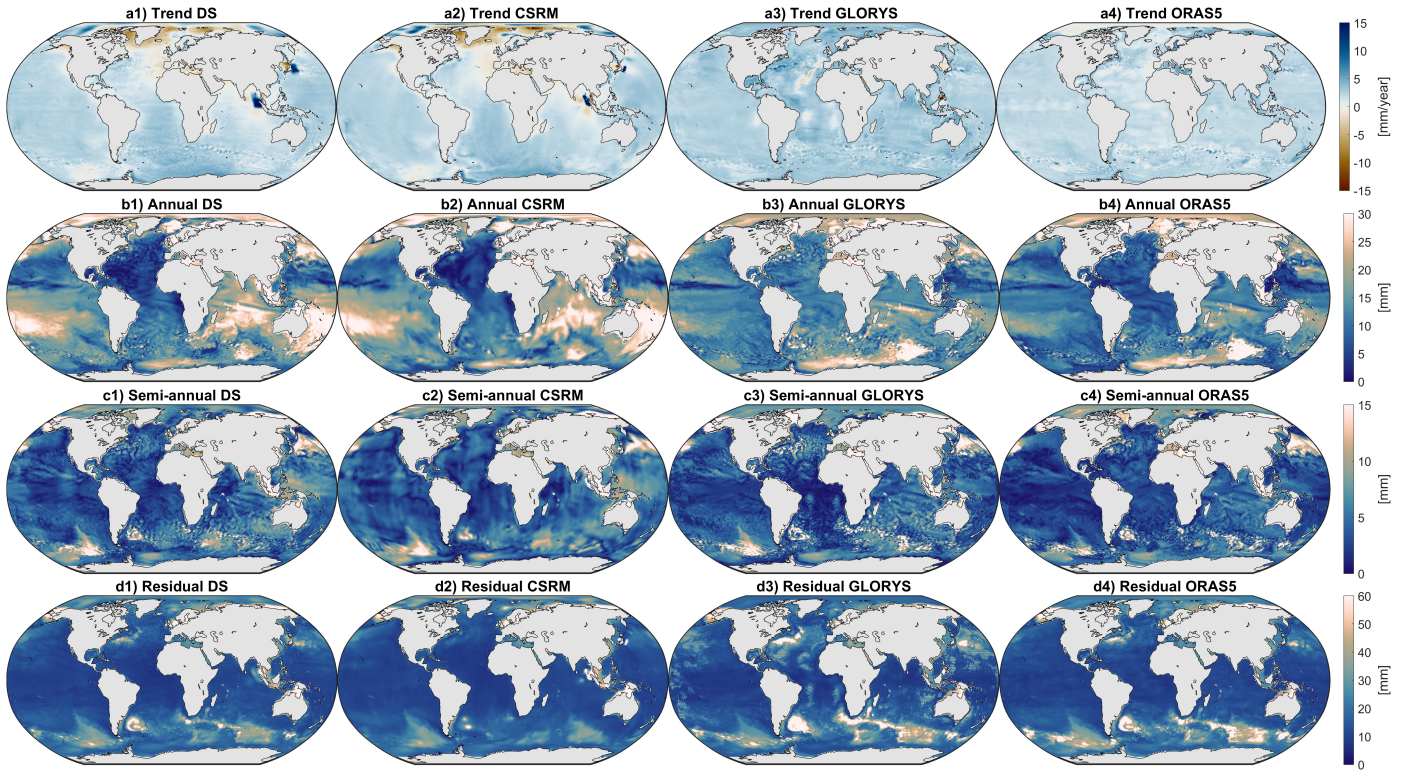 a1) Trend DS
a2) Trend CSRM
a3) Trend GLORYS
a4) Trend ORAS5
15
10
5
0
-5
-10
-15
[mm/year]
b1) Annual DS
b2) Annual CSRM
b3) Annual GLORYS
b4) Annual ORAS5
30
25
20
15
10
5
0
[mm]
c1) Semi-annual DS
c2) Semi-annual CSRM
c3) Semi-annual GLORYS
c4) Semi-annual ORAS5
15
10
5
0
[mm]
d1) Residual DS
d2) Residual CSRM
d3) Residual GLORYS
d4) Residual ORAS5
60
50
40
30
20
10
0
[mm]